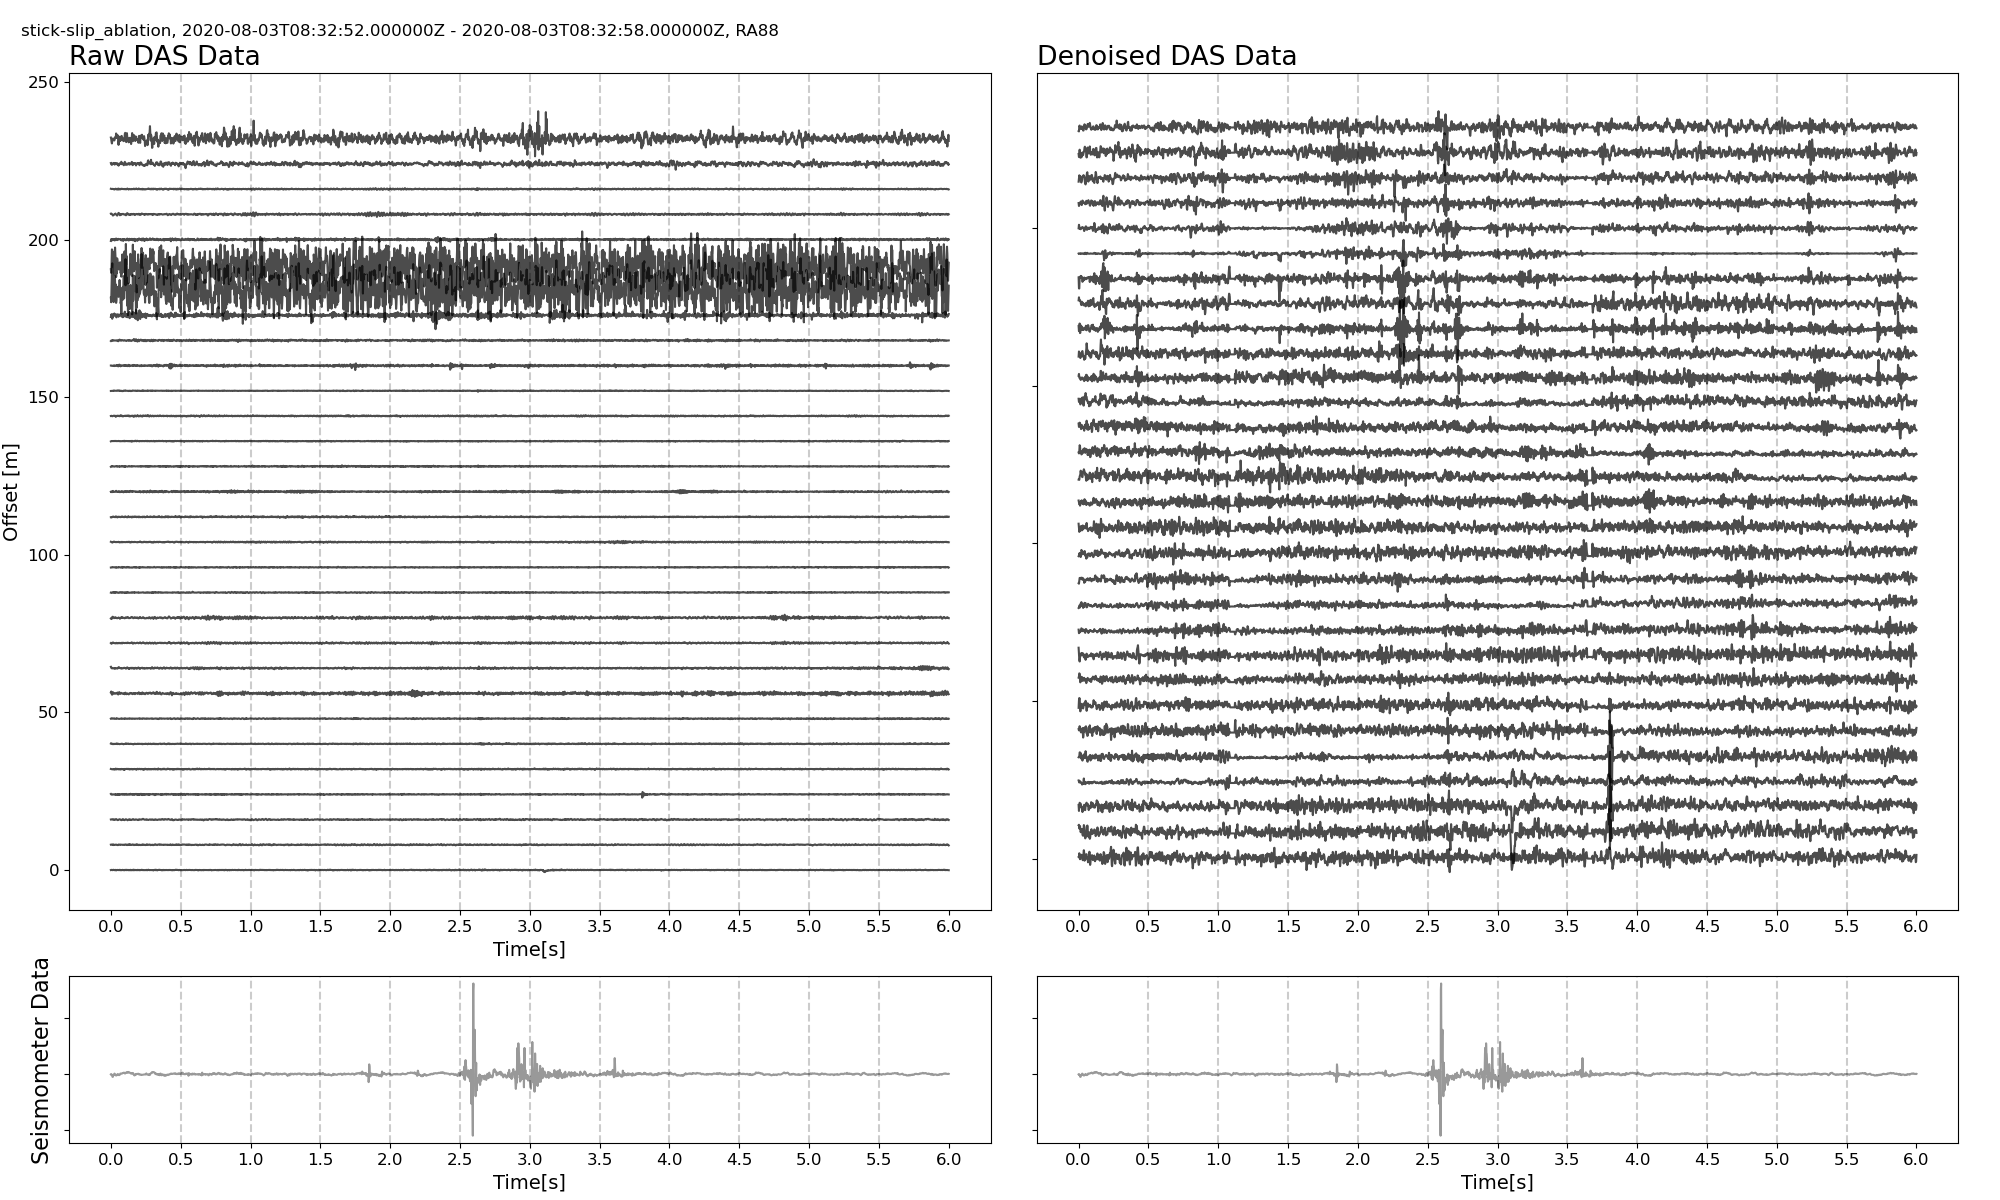 stick-slip_ablation, 2020-08-03T08:32:52.000000Z - 2020-08-03T08:32:58.000000Z, RA88
Raw DAS Data
Denoised DAS Data
250
200
150
100
50
0
Offset [m]
0.0 0.5 1.0 1.5 2.0 2.5 3.0 3.5 4.0 4.5 5.0 5.5 6.0
Time[s]
0.0 0.5 1.0 1.5 2.0 2.5 3.0 3.5 4.0 4.5 5.0 5.5 6.0
Seismometer Data
0.0 0.5 1.0 1.5 2.0 2.5 3.0 3.5 4.0 4.5 5.0 5.5 6.0
Time[s]
0.0 0.5 1.0 1.5 2.0 2.5 3.0 3.5 4.0 4.5 5.0 5.5 6.0
Time[s]